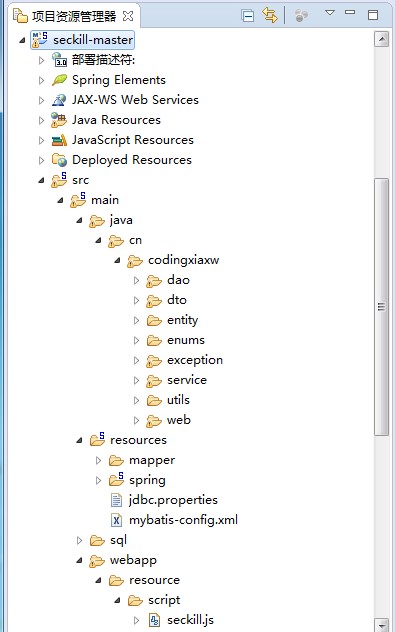 项目资源管理器
seckill-master
部署描述符:
Spring Elements
JAX-WS Web Services
Java Resources
JavaScript Resources
Deployed Resources
src
main
java
cn
codingxiaxw
dao
dto
entity
enums
exception
service
utils
web
resources
mapper
spring
jdbc.properties
mybatis-config.xml
sql
webapp
resource
script
seckill.js